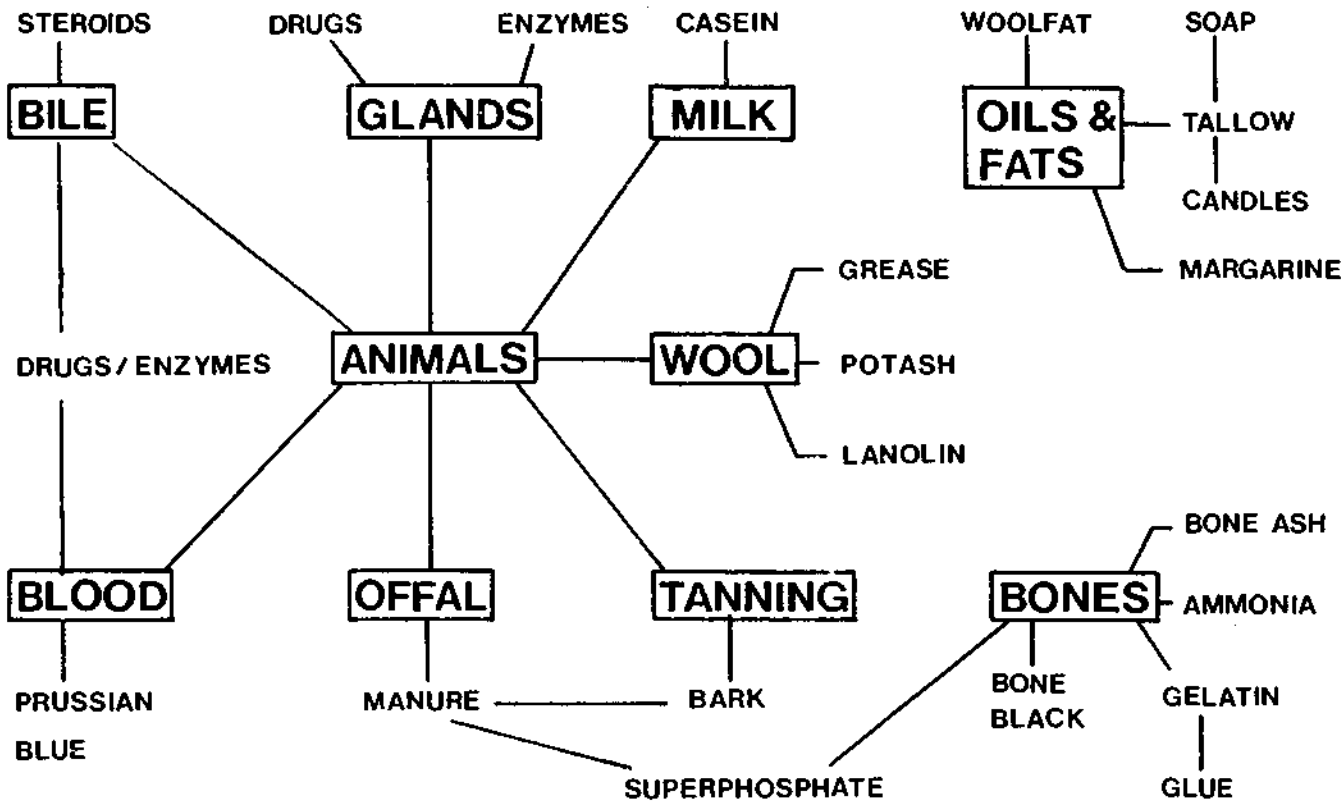 STEROIDS
DRUGS
ENZYMES
CASEIN
WOOLFAT
SOAP
BILE
GLANDS
MILK
OILS &
FATS
TALLOW
CANDLES
MARGARINE
GREASE
DRUGS / ENZYMES
ANIMALS
WOOL
POTASH
LANOLIN
BONE ASH
BLOOD
OFFAL
TANNING
BONES
AMMONIA
PRUSSIAN
BLUE
MANURE
BARK
BONE
BLACK
GELATIN
SUPERPHOSPHATE
GLUE